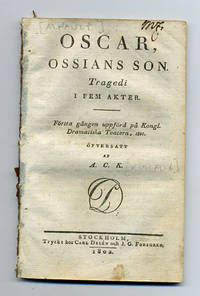 [ARNAULT]
OSCAR,
OSSIANS SON.
Tragedi
I FEM AKTER.
Första gången uppförd på Kongl.
Dramatiska Teatern,
ÖFVERSATT
AF
A. C. K.
STOCKHOLM,
Tryckt hos CARL DELÉN och J. G. FORSGREN,
1802.